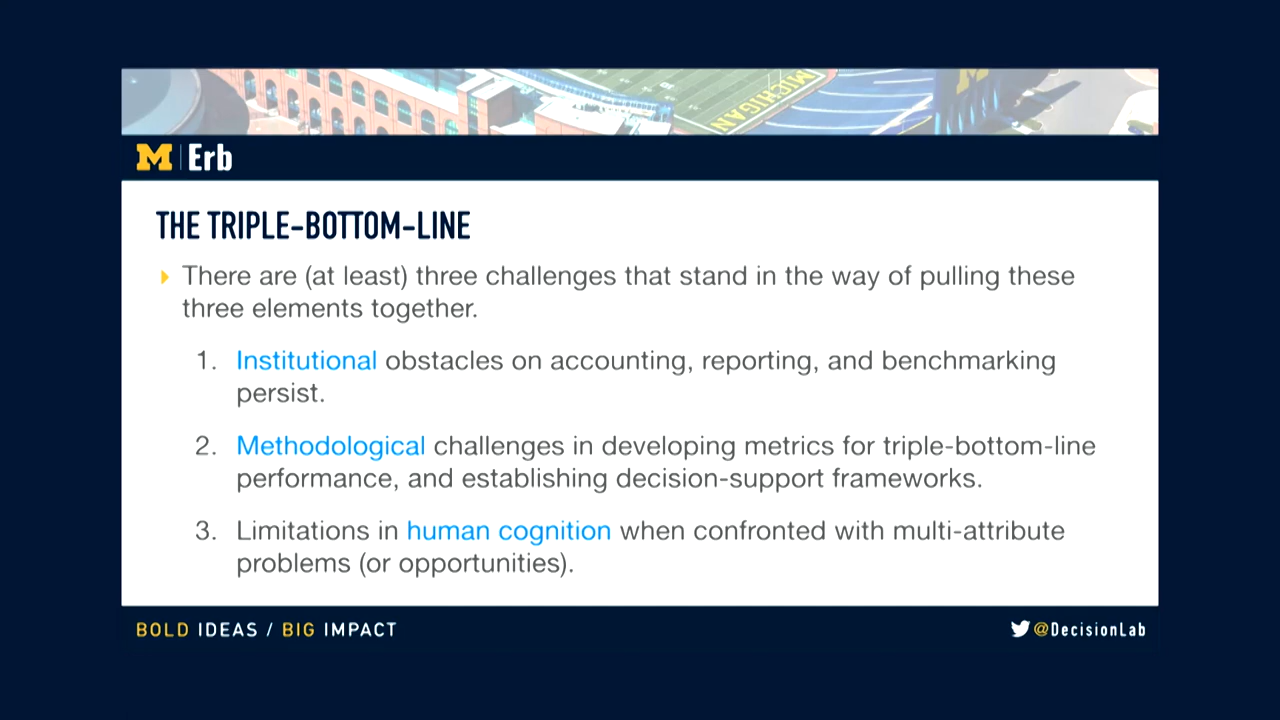 MICHIGAN
M
M | Erb
THE TRIPLE-BOTTOM-LINE
There are (at least) three challenges that stand in the way of pulling these
three elements together.
1. Institutional obstacles on accounting, reporting, and benchmarking
persist.
2. Methodological challenges in developing metrics for triple-bottom-line
performance, and establishing decision-support frameworks.
3. Limitations in human cognition when confronted with multi-attribute
problems (or opportunities).
BOLD IDEAS / BIG IMPACT
@DecisionLab